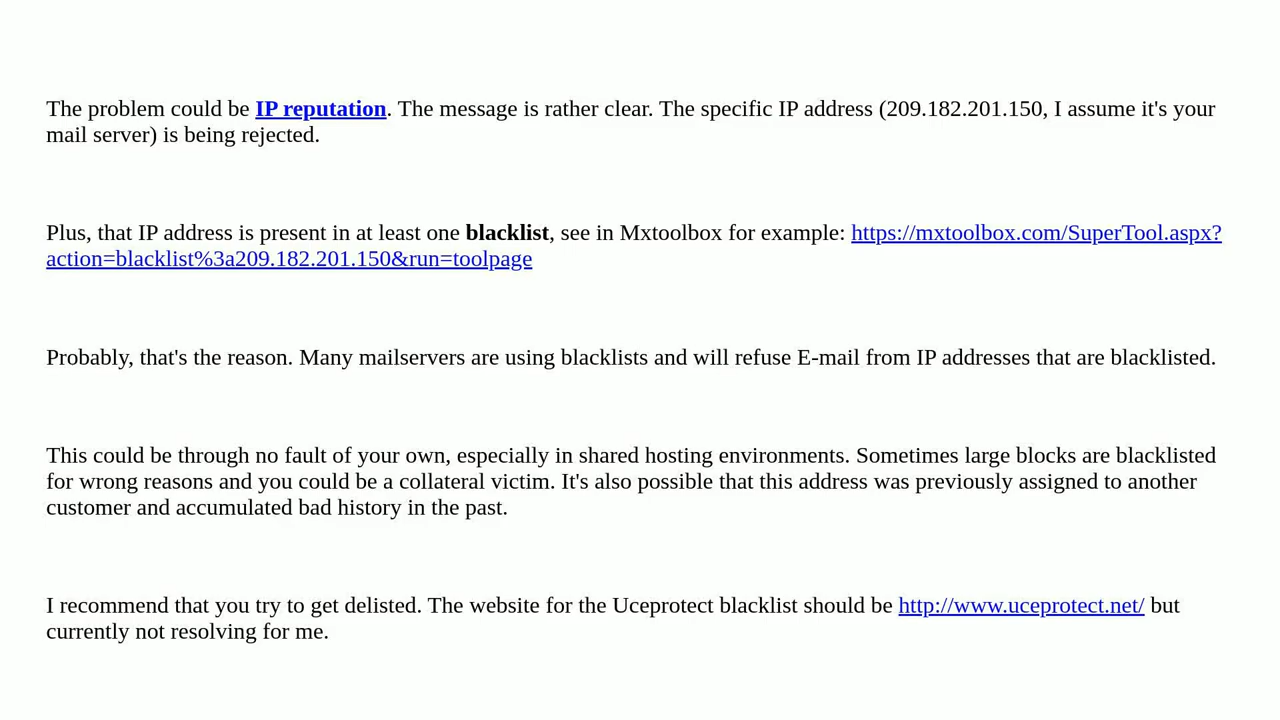 The problem could be IP reputation. The message is rather clear. The specific IP address (209.182.201.150, I assume it's your
mail server) is being rejected.
Plus, that IP address is present in at least one blacklist, see in Mxtoolbox for example: https://mxtoolbox.com/SuperTool.aspx?
action=blacklist%3a209.182.201.150&run=toolpage
Probably, that's the reason. Many mailservers are using blacklists and will refuse E-mail from IP addresses that are blacklisted.
This could be through no fault of your own, especially in shared hosting environments. Sometimes large blocks are blacklisted
for wrong reasons and you could be a collateral victim. It's also possible that this address was previously assigned to another
customer and accumulated bad history in the past.
I recommend that you try to get delisted. The website for the Uceprotect blacklist should be http://www.uceprotect.net/ but
currently not resolving for me.